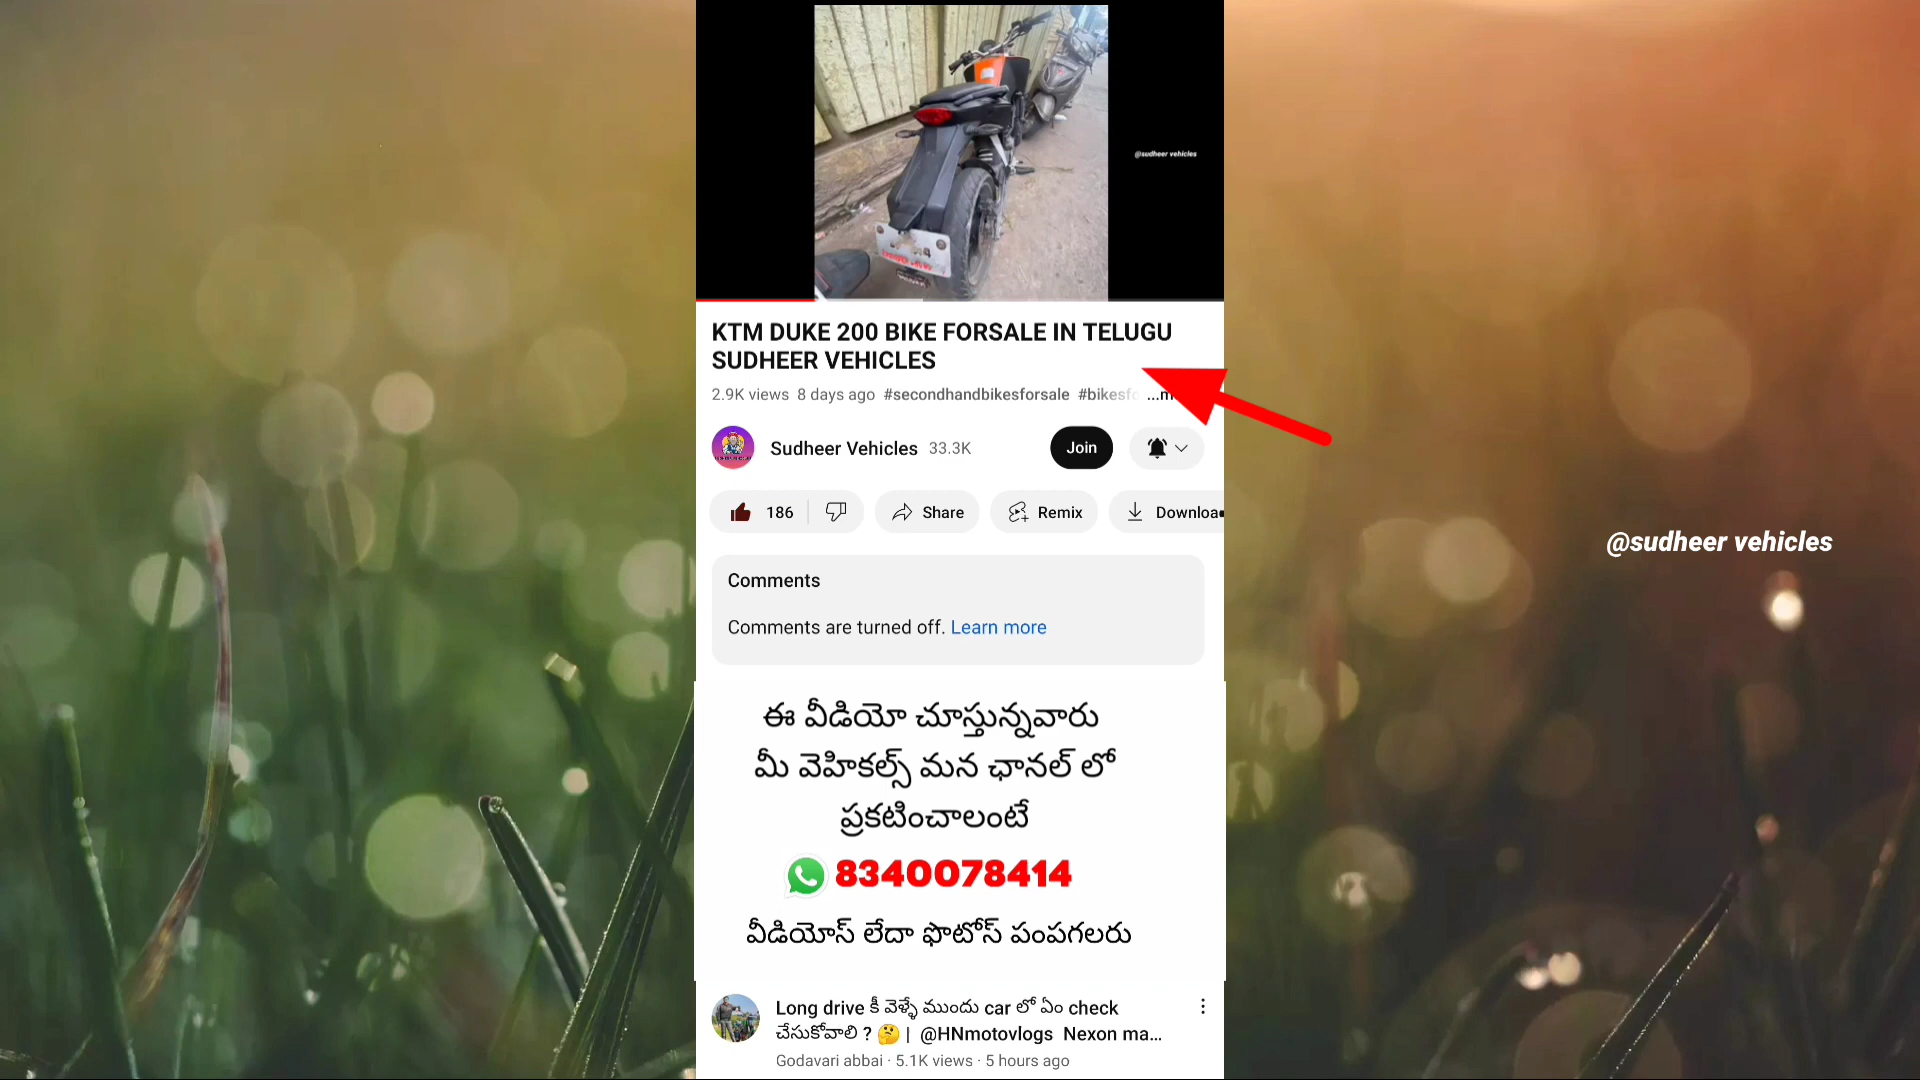 @sudheer vehicles
KTM DUKE 200 BIKE FORSALE IN TELUGU
SUDHEER VEHICLES
2.9K views 8 days ago #secondhandbikesforsale #bikesfo ...m
Sudheer Vehicles 33.3K
Join
186
Share
Remix
Downloa
Comments
Comments are turned off. Learn more
ఈ వీడియో చూస్తున్నవారు
మీ వెహికల్స్ మన ఛానల్ లో
ప్రకటించాలంటే
8340078414
వీడియోస్ లేదా ఫొటోస్ పంపగలరు
@sudheer vehicles
Long drive కీ వెళ్ళే ముందు car లో ఏం check
చేసుకోవాలి ? 🤔 | @HNmotovlogs Nexon ma...
Godavari abbai · 5.1K views · 5 hours ago